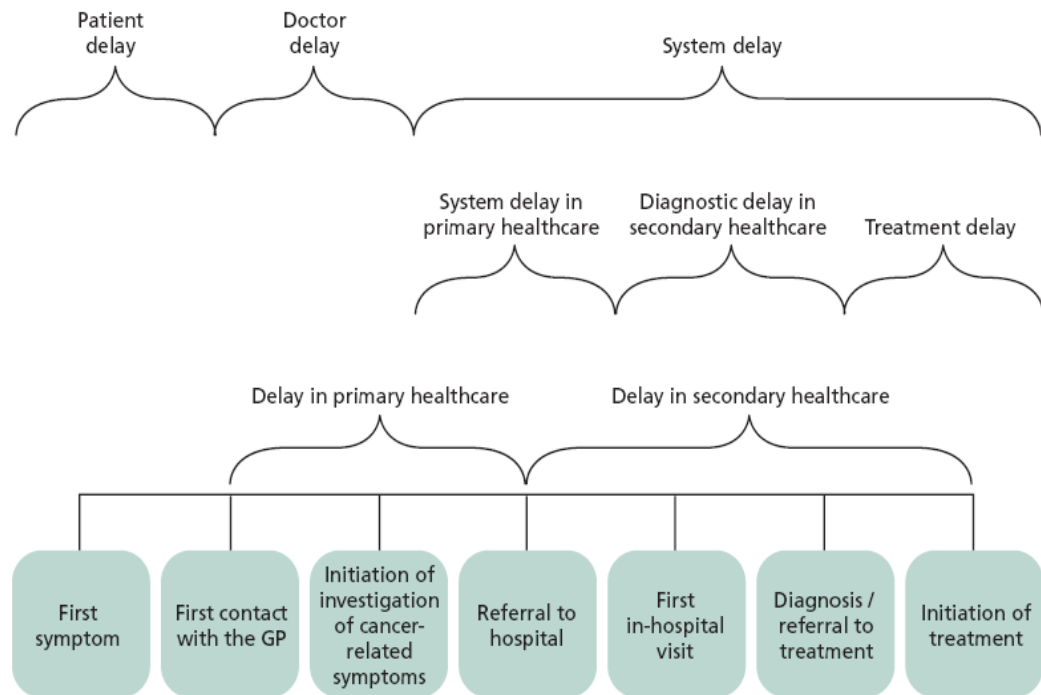 Patient
delay
Doctor
delay
System delay
System delay in
primary healthcare
Diagnostic delay in
secondary healthcare
Treatment delay
Delay in primary healthcare
Delay in secondary healthcare
First
symptom
First contact
with the GP
Initiation of
investigation
of cancer-
related
symptoms
Referral to
hospital
First
in-hospital
visit
Diagnosis /
referral to
treatment
Initiation of
treatment